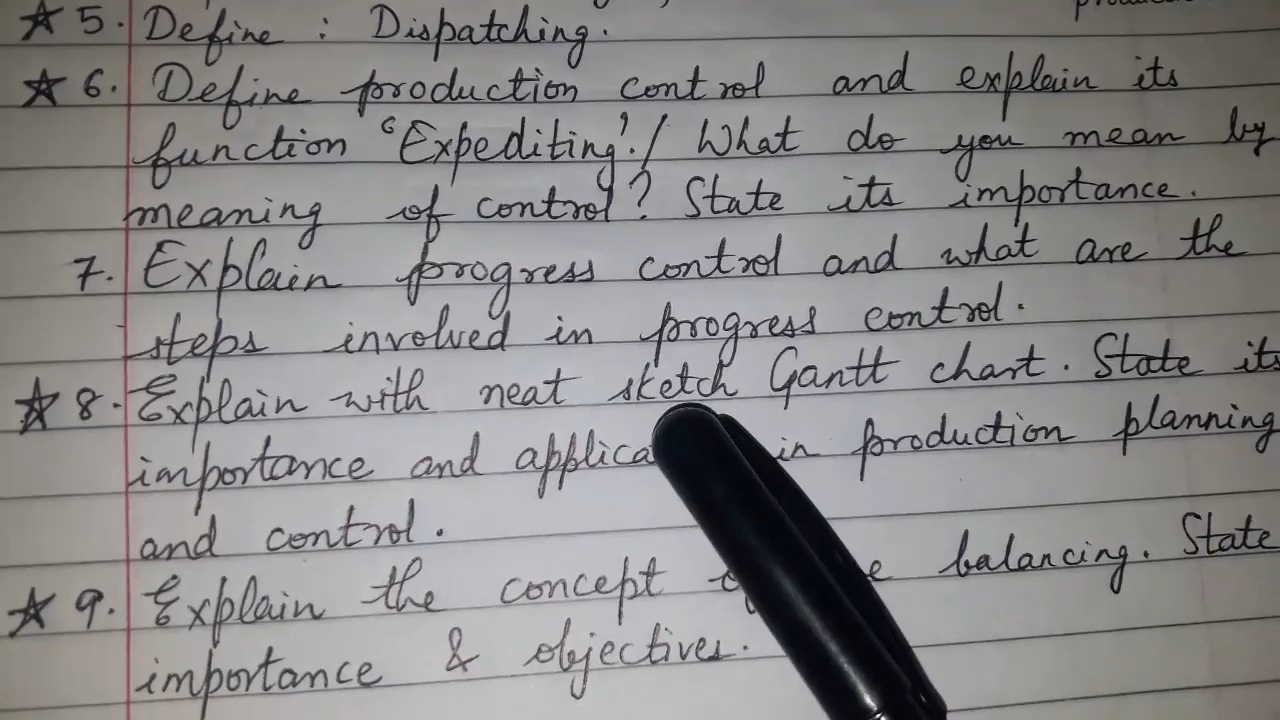 ☆ 5. Define : Dispatching.
☆ 6. Define production control and explain its
function 'Expediting'./ What do you mean by
meaning of control? State its importance.
7. Explain progress control and what are the
steps involved in progress control.
☆ 8. Explain with neat sketch Gantt chart. State its
importance and applica in production planning
and control.
☆ 9. Explain the concept balancing. State
importance & objectives.